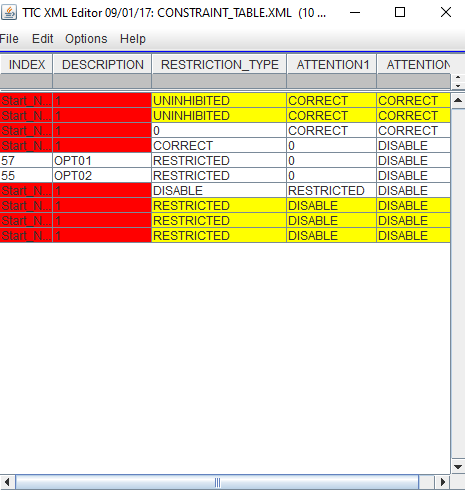 TTC XML Editor 09/01/17: CONSTRAINT_TABLE.XML (10 ...
File Edit Options Help
INDEX DESCRIPTION RESTRICTION_TYPE ATTENTION1 ATTENTION
Start_N... 1 UNINHIBITED CORRECT CORRECT
Start_N... 1 UNINHIBITED CORRECT CORRECT
Start_N... 1 0 CORRECT CORRECT
Start_N... 1 CORRECT 0 DISABLE
57 OPT01 RESTRICTED 0 DISABLE
55 OPT02 RESTRICTED 0 DISABLE
Start_N... 1 DISABLE RESTRICTED DISABLE
Start_N... 1 RESTRICTED DISABLE DISABLE
Start_N... 1 RESTRICTED DISABLE DISABLE
Start_N... 1 RESTRICTED DISABLE DISABLE